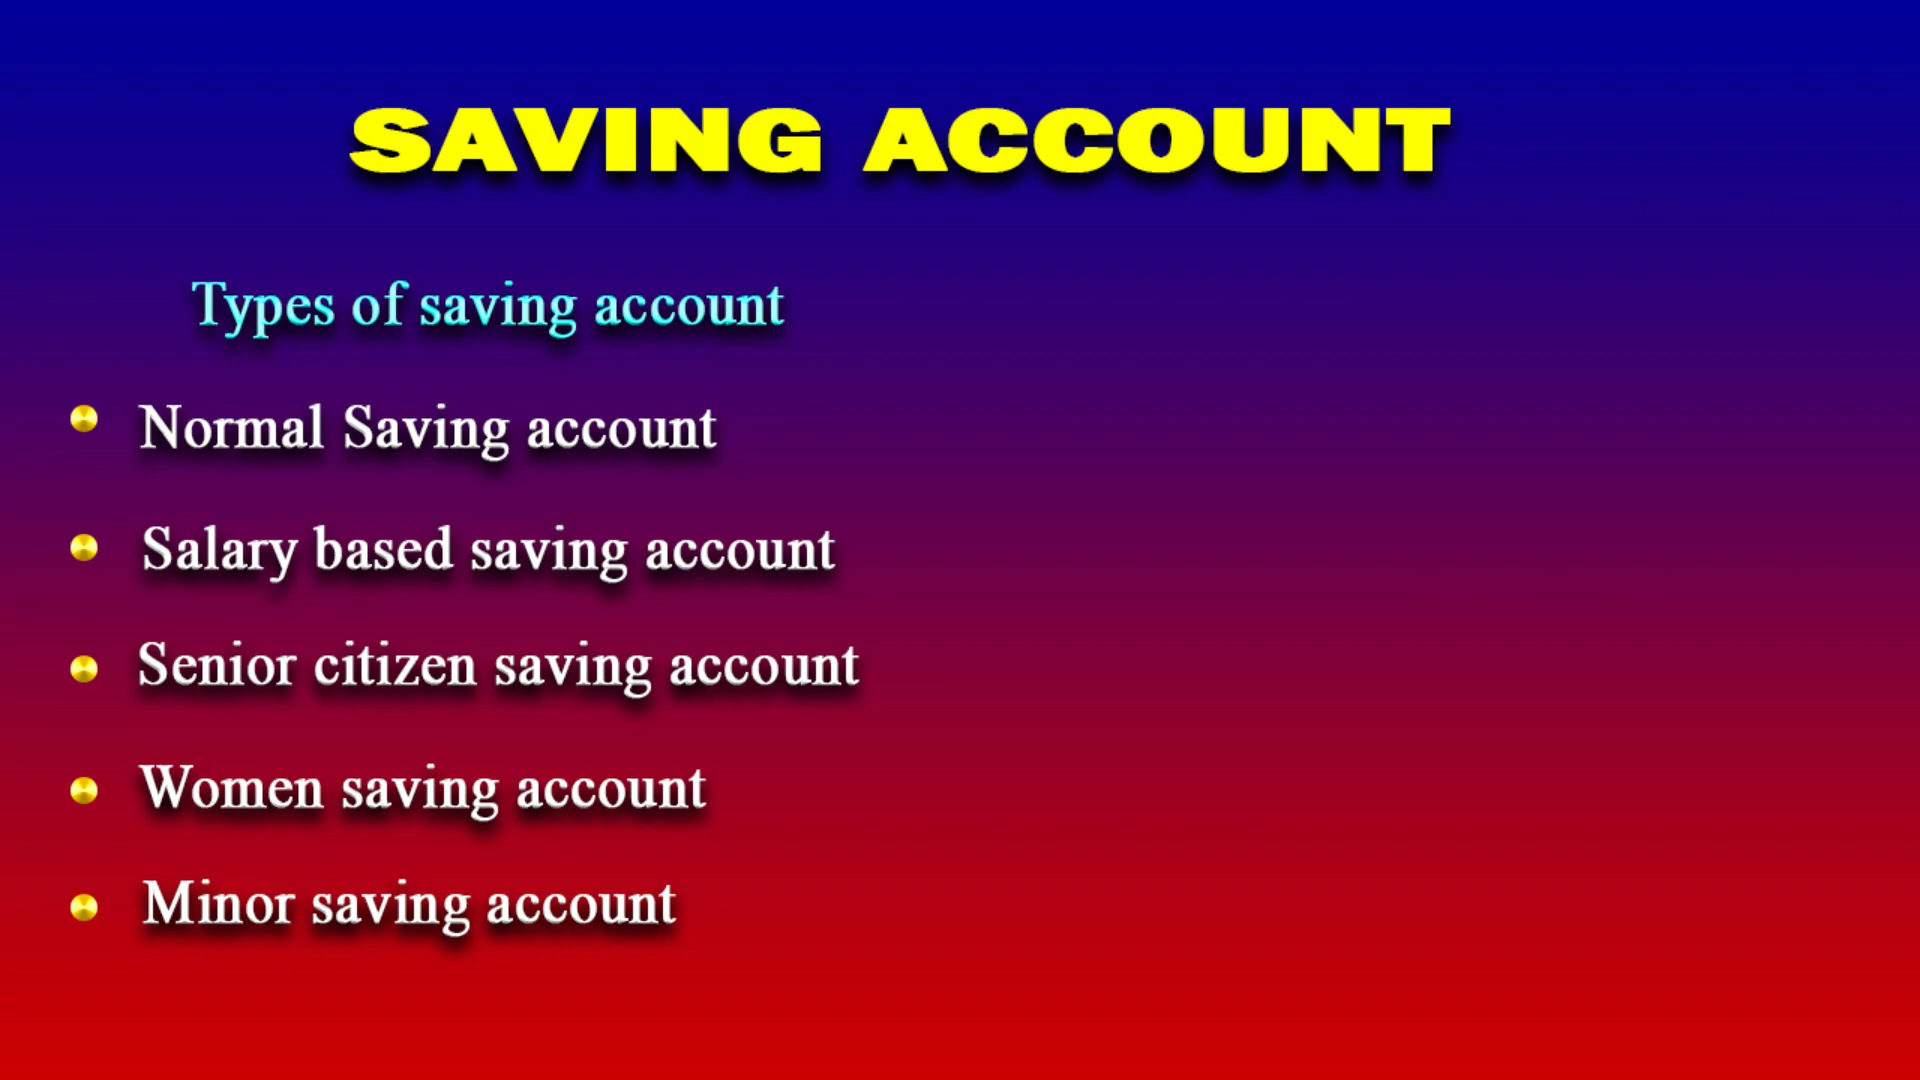 SAVING ACCOUNT
Types of saving account
Normal Saving account
Salary based saving account
Senior citizen saving account
Women saving account
Minor saving account